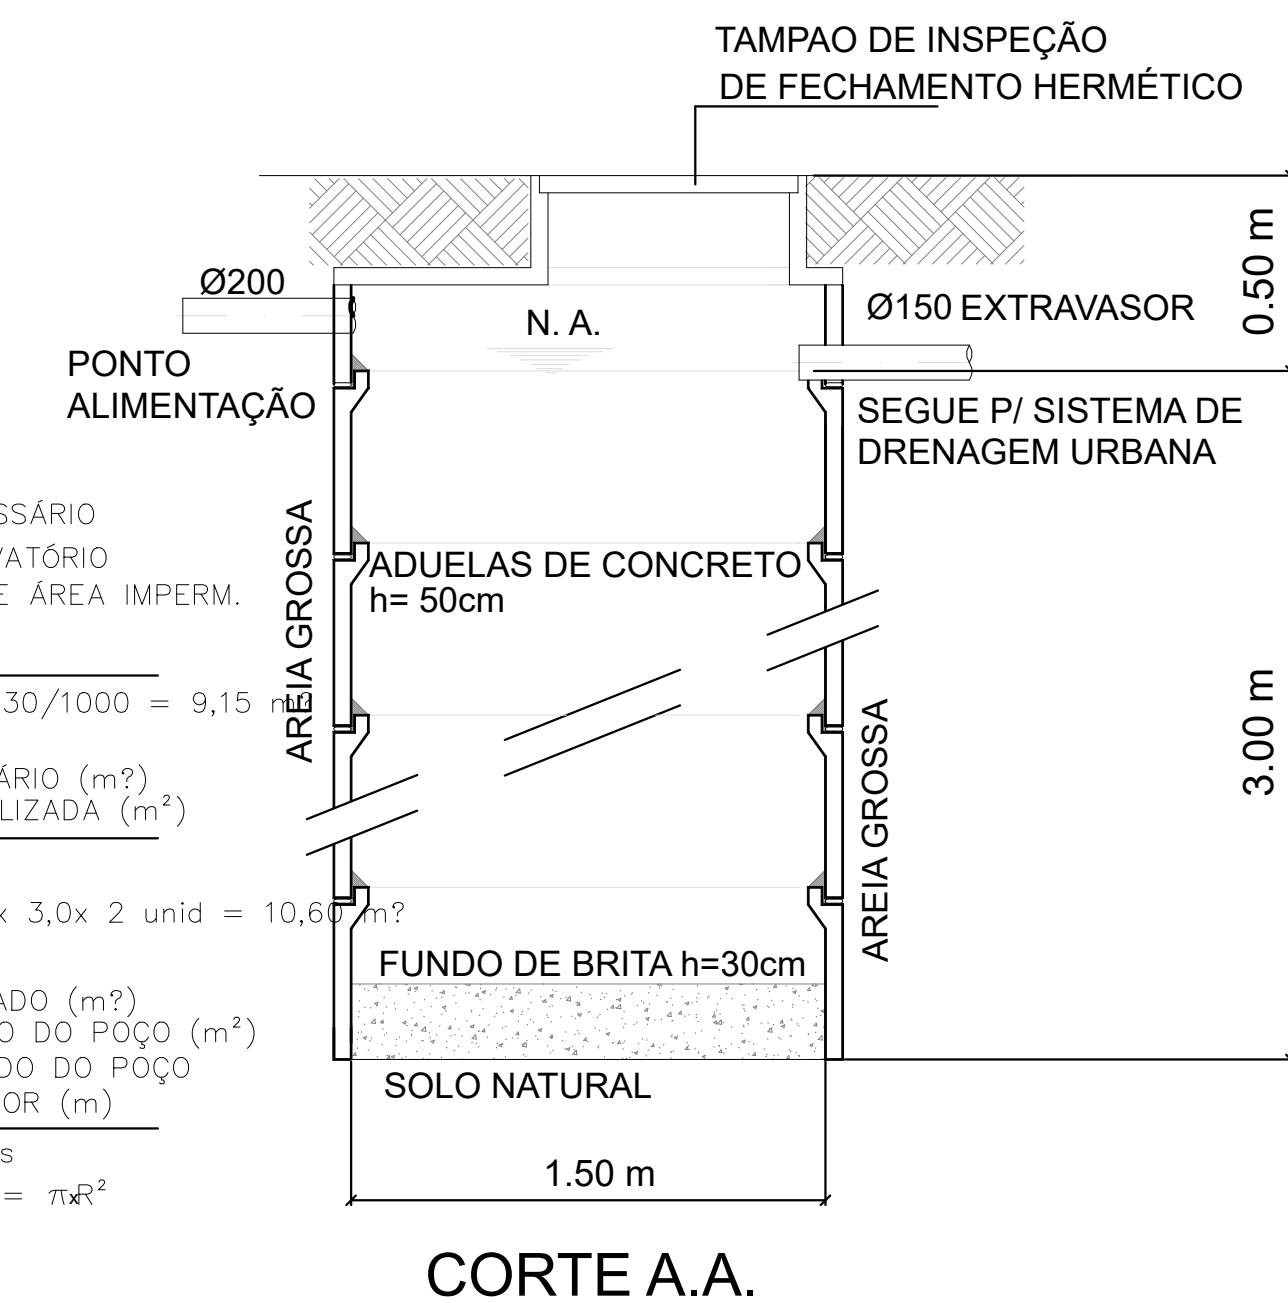 TAMPAO DE INSPEÇÃO
DE FECHAMENTO HERMÉTICO
0.50 m
Ø200
N. A.
Ø150 EXTRAVASOR
PONTO
ALIMENTAÇÃO
SEGUE P/ SISTEMA DE
DRENAGEM URBANA
SSÁRIO
VATÓRIO
E ÁREA IMPERM.
AREIA GROSSA
ADUELAS DE CONCRETO
h= 50cm
30/1000 = 9,15 m?
ÁRIO (m?)
LIZADA (m²)
AREIA GROSSA
3.00 m
x 3,0x 2 unid = 10,60 m?
FUNDO DE BRITA h=30cm
ADO (m?)
O DO POÇO (m²)
DO DO POÇO
OR (m)
SOLO NATURAL
s
= πxR²
1.50 m
CORTE A.A.